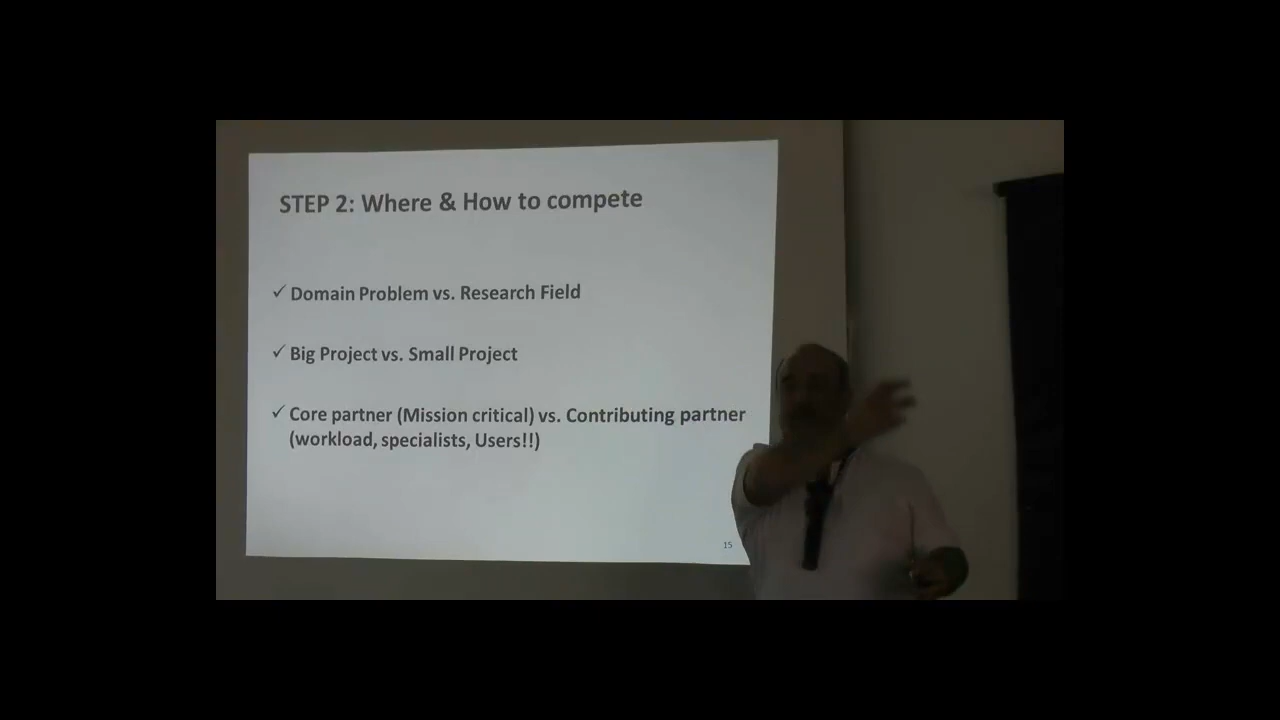 STEP 2: Where & How to compete
✓ Domain Problem vs. Research Field
✓ Big Project vs. Small Project
✓ Core partner (Mission critical) vs. Contributing partner
(workload, specialists, Users!!)
15